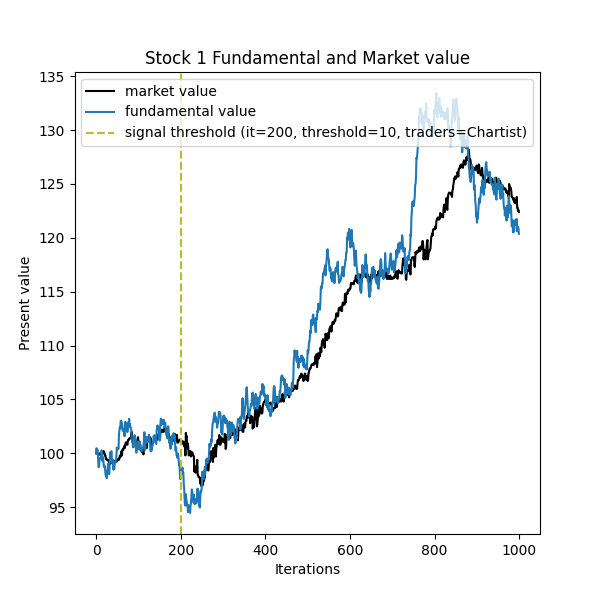 Stock 1 Fundamental and Market value
market value
fundamental value
signal threshold (it=200, threshold=10, traders=Chartist)
135
130
125
120
115
110
105
100
95
Present value
0 200 400 600 800 1000
Iterations